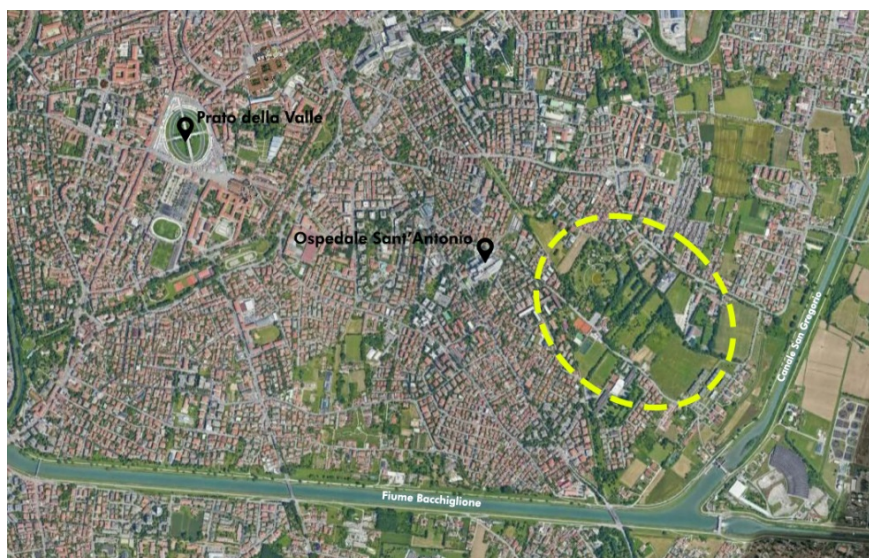 Prato della Valle
Ospedale Sant'Antonio
Canale San Gregorio
Fiume Bacchiglione